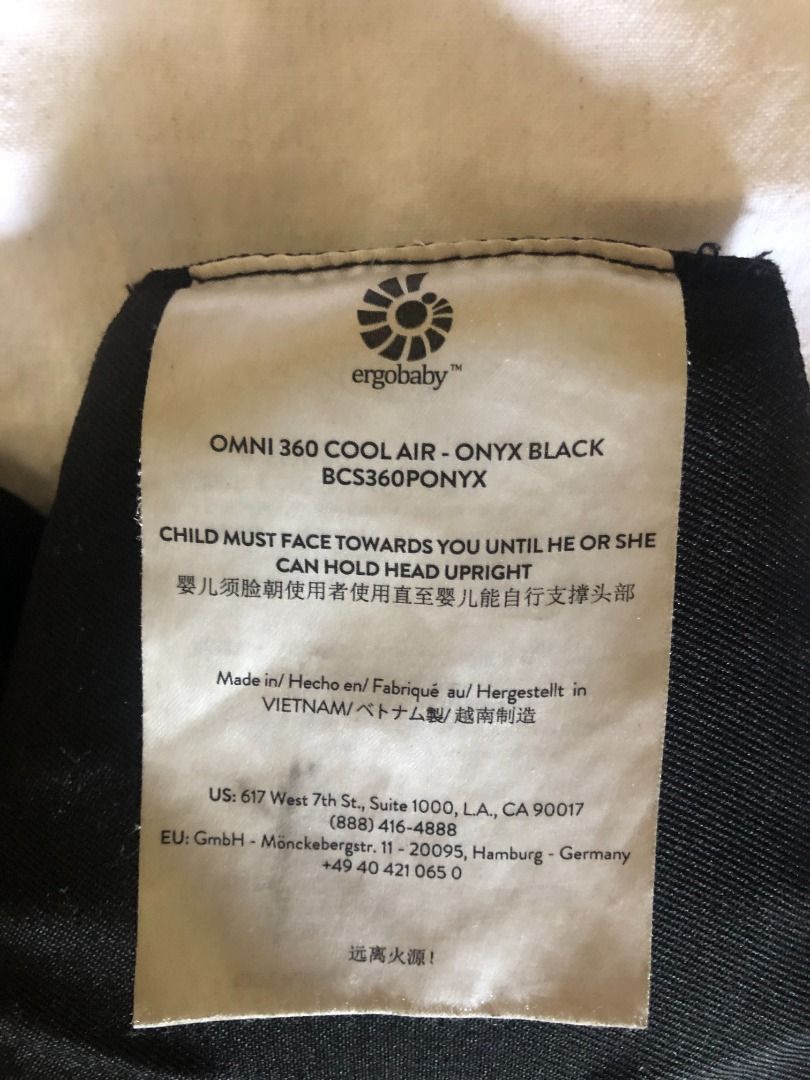 ergobaby™
OMNI 360 COOL AIR - ONYX BLACK
BCS360PONYX
CHILD MUST FACE TOWARDS YOU UNTIL HE OR SHE
CAN HOLD HEAD UPRIGHT
婴儿须脸朝使用者使用直至婴儿能自行支撑头部
Made in/ Hecho en/ Fabriqué au/ Hergestellt in
VIETNAM/ ベトナム製/ 越南制造
US: 617 West 7th St., Suite 1000, L.A., CA 90017
(888) 416-4888
EU: GmbH - Mönckebergstr. 11 - 20095, Hamburg - Germany
+49 40 421 065 0
远离火源!